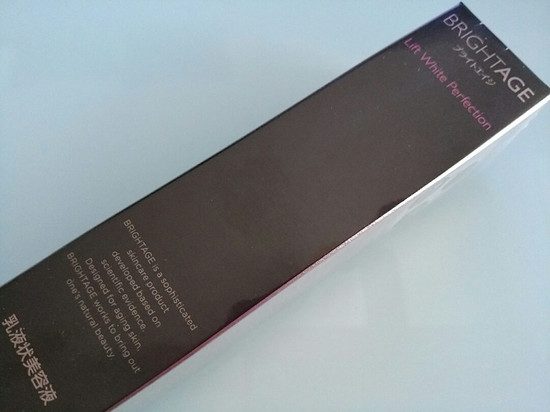 BRIGHTAGE
ブライトエイジ
Lift White Perfection
BRIGHTAGE is a sophisticated
skincare product
developed based on
scientific evidence.
Designed for aging skin,
BRIGHTAGE works to bring out
one's natural beauty.
乳液状美容液